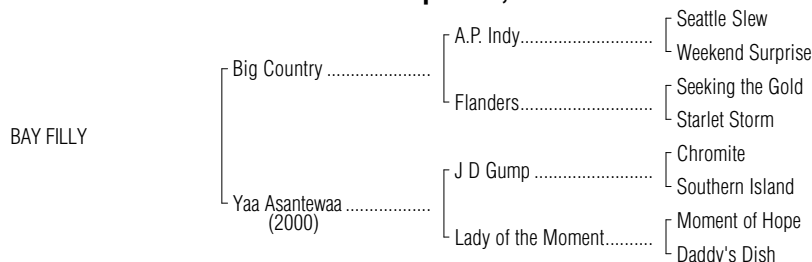 Seattle Slew
A.P. Indy......................
Weekend Surprise
Big Country ......................
Seeking the Gold
Flanders......................
Starlet Storm
BAY FILLY
Chromite
J D Gump ....................
Southern Island
Yaa Asantewaa ..................
(2000)
Moment of Hope
Lady of the Moment..........
Daddy's Dish